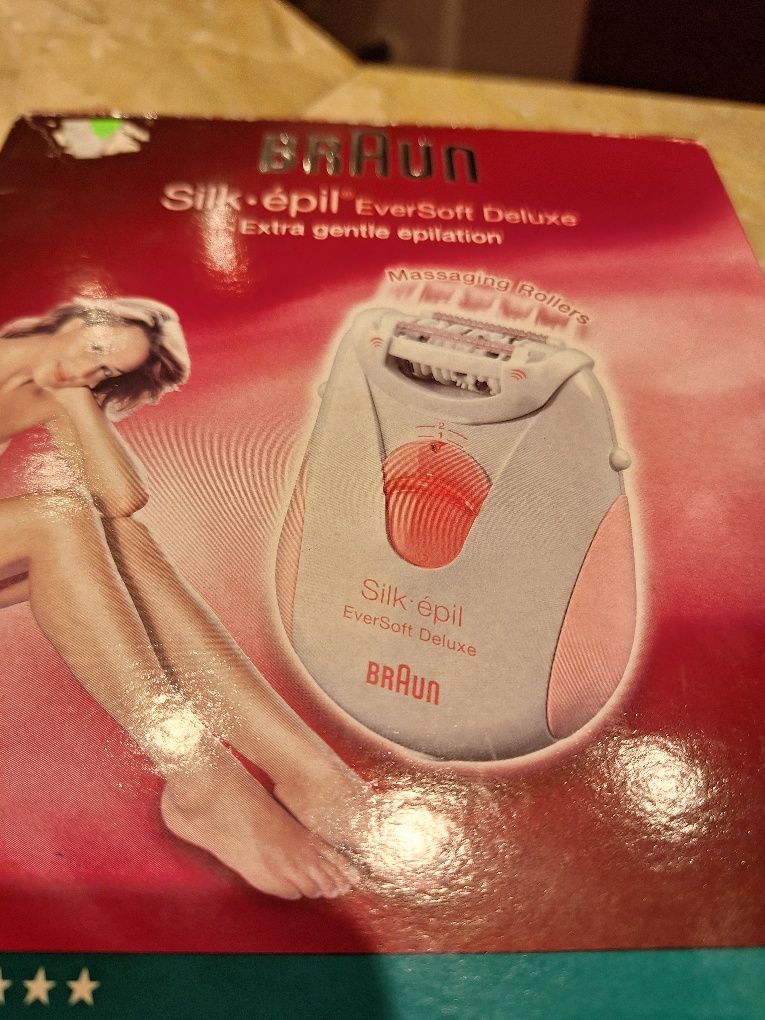 BRAUN
Silk·épil® EverSoft Deluxe
Extra gentle epilation
Massaging Rollers
2
1
Silk·épil
EverSoft Deluxe
BRAUN